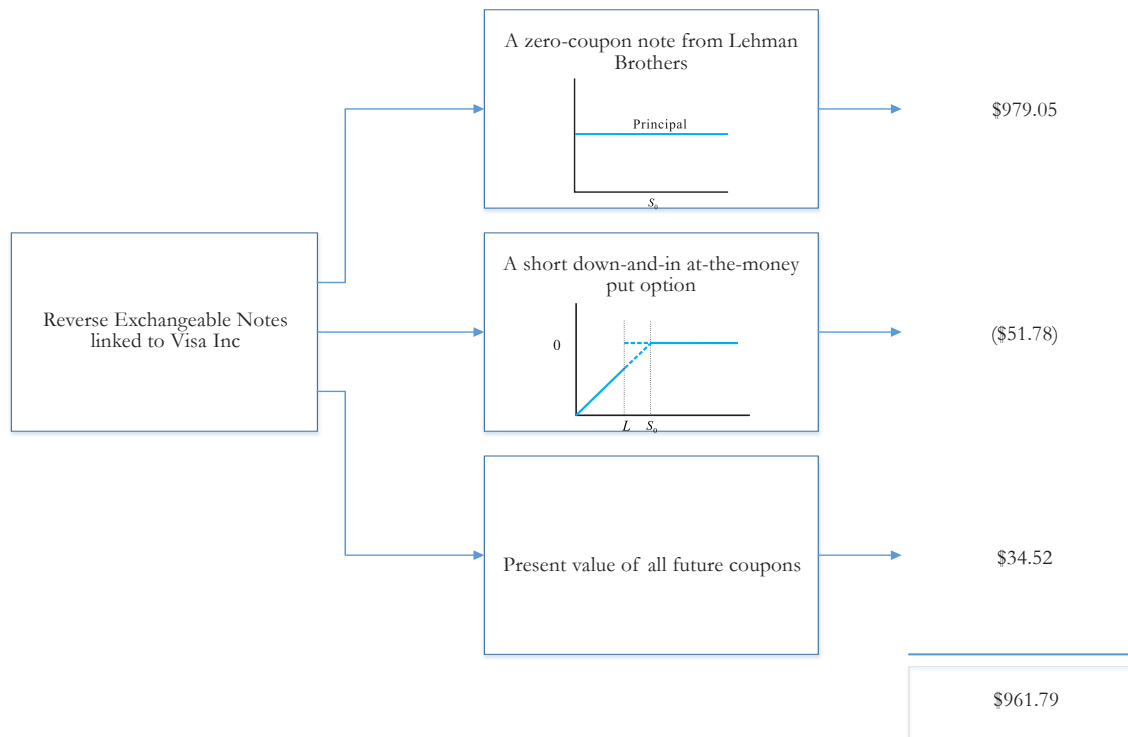 A zero-coupon note from Lehman
Brothers
Principal
S₀
$979.05
Reverse Exchangeable Notes
linked to Visa Inc
A short down-and-in at-the-money
put option
0
L
S₀
($51.78)
Present value of all future coupons
$34.52
$961.79